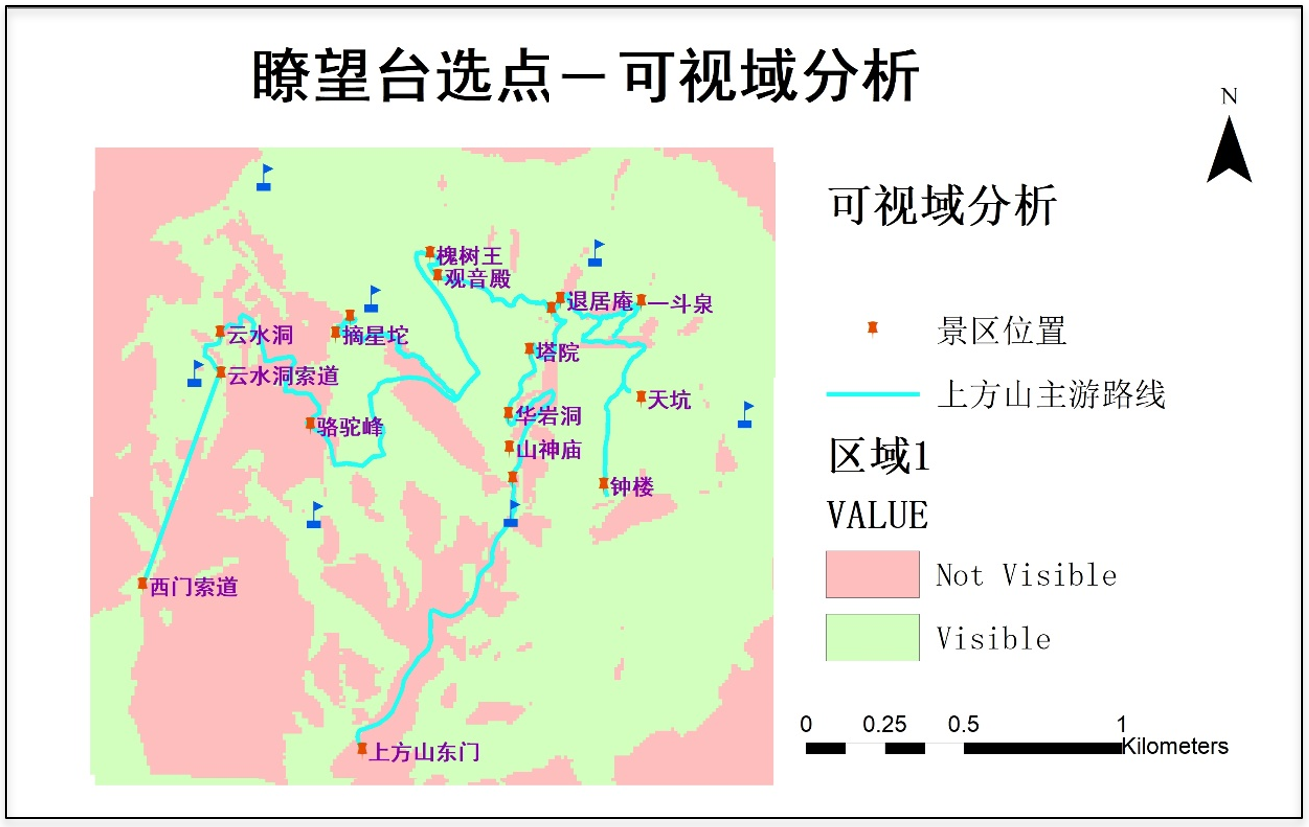 瞭望台选点－可视域分析
N
可视域分析
景区位置
上方山主游路线
区域1
VALUE
Not Visible
Visible
0 0.25 0.5 1
Kilometers
槐树王
观音殿
退居庵
一斗泉
云水洞
摘星坨
塔院
云水洞索道
天坑
华岩洞
骆驼峰
山神庙
钟楼
西门索道
上方山东门